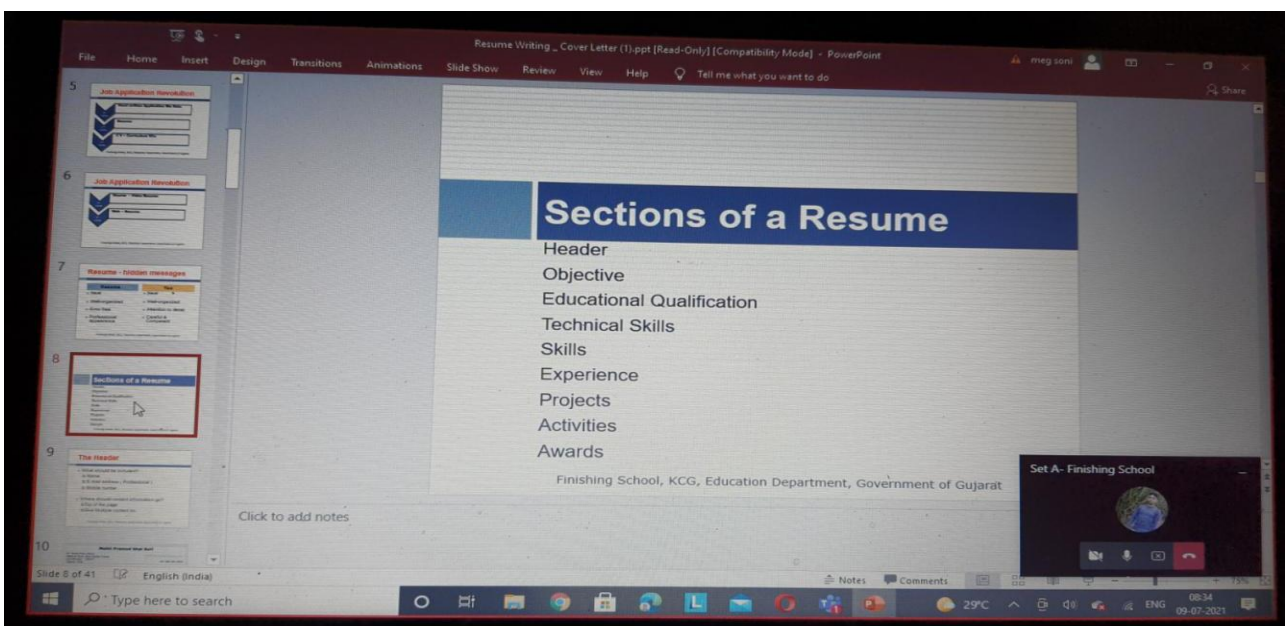 Resume Writing _ Cover Letter (1).ppt [Read-Only] [Compatibility Mode] - PowerPoint
meg soni
File Home Insert Design Transitions Animations Slide Show Review View Help Tell me what you want to do
Share
5
Job Application Revolution
6
Job Application Revolution
7
Resume - hidden messages
8
Sections of a Resume
9
The Header
10
Sections of a Resume
Header
Objective
Educational Qualification
Technical Skills
Skills
Experience
Projects
Activities
Awards
Finishing School, KCG, Education Department, Government of Gujarat
Set A- Finishing School
Click to add notes
Slide 8 of 41 English (India)
Notes Comments 79%
Type here to search
29°C ENG 08:34
09-07-2021